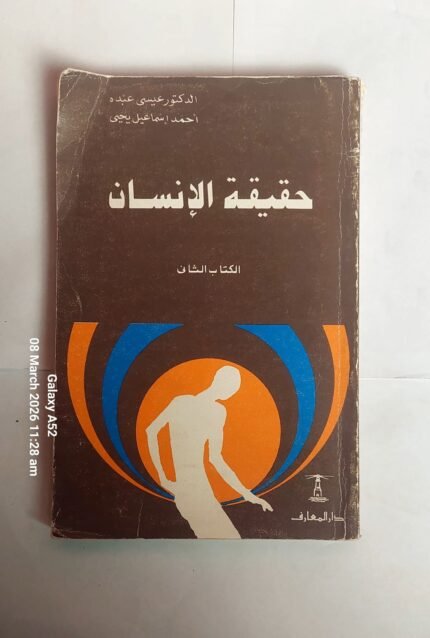 الدكتور عيسى عبده
أحمد إسماعيل يحيى
حقيقة الإنسان
الكتاب الثاني
دار المعارف
Galaxy A52
08 March 2026 11:28 am